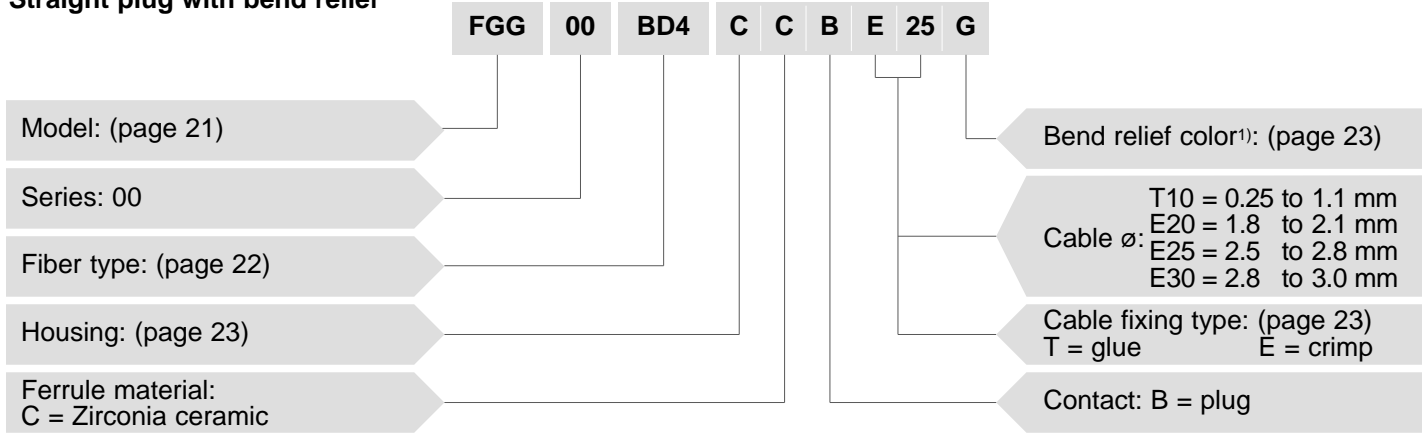 Straight plug with bend relief
FGG 00 BD4 C C B E 25 G
Model: (page 21)
Series: 00
Fiber type: (page 22)
Housing: (page 23)
Ferrule material:
C = Zirconia ceramic
Bend relief color1): (page 23)
Cable ø:
T10 = 0.25 to 1.1 mm
E20 = 1.8 to 2.1 mm
E25 = 2.5 to 2.8 mm
E30 = 2.8 to 3.0 mm
Cable fixing type: (page 23)
T = glue E = crimp
Contact: B = plug